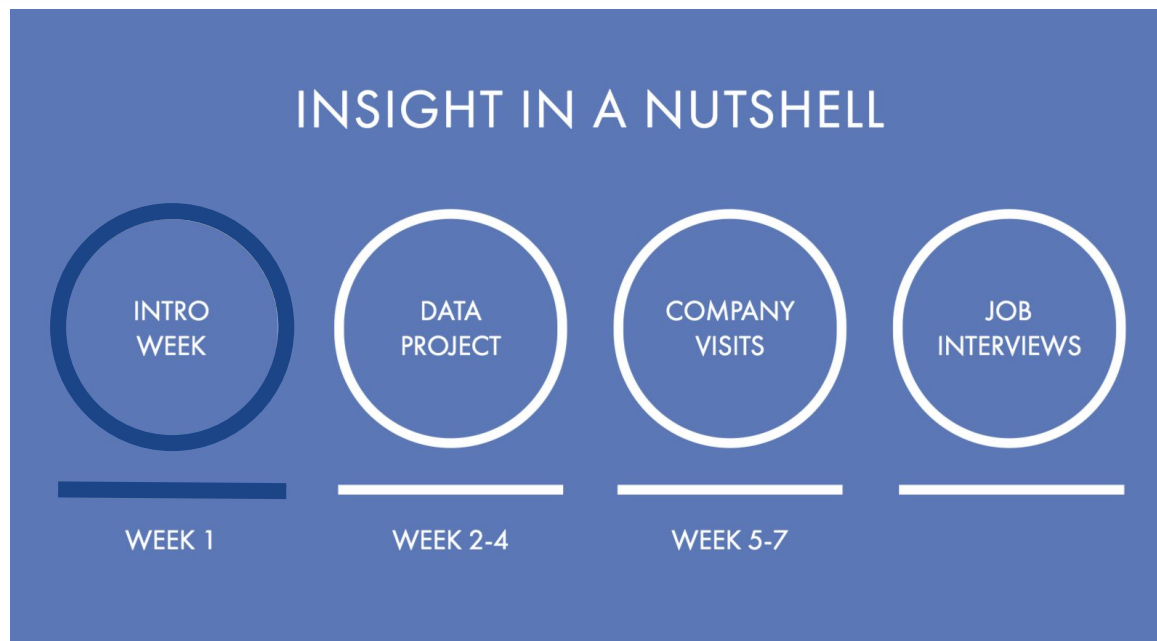 INSIGHT IN A NUTSHELL
INTRO
WEEK
DATA
PROJECT
COMPANY
VISITS
JOB
INTERVIEWS
WEEK 1
WEEK 2-4
WEEK 5-7